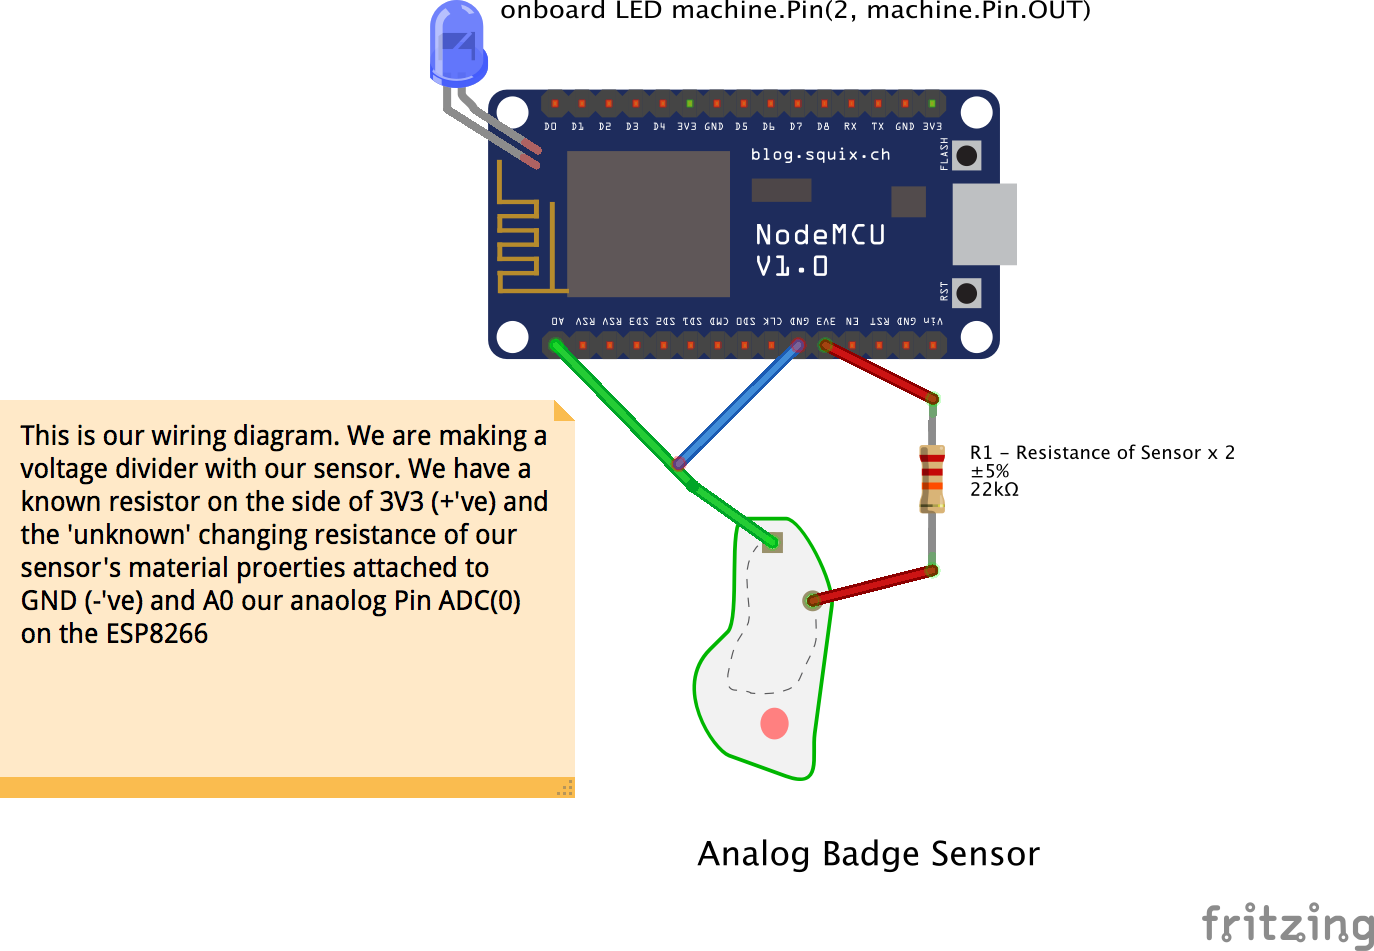 onboard LED machine.Pin(2, machine.Pin.OUT)
D0 D1 D2 D3 D4 3V3 GND D5 D6 D7 D8 RX TX GND 3V3
blog.squix.ch
FLASH
NodeMCU
V1.0
RST
A0 RSV RSV SD3 SD2 SD1 CMD SD0 CLK GND 3V3 EN RST GND Vin
This is our wiring diagram. We are making a
voltage divider with our sensor. We have a
known resistor on the side of 3V3 (+'ve) and
the 'unknown' changing resistance of our
sensor's material proerties attached to
GND (-'ve) and A0 our anaolog Pin ADC(0)
on the ESP8266
R1 - Resistance of Sensor x 2
±5%
22kΩ
Analog Badge Sensor
fritzing